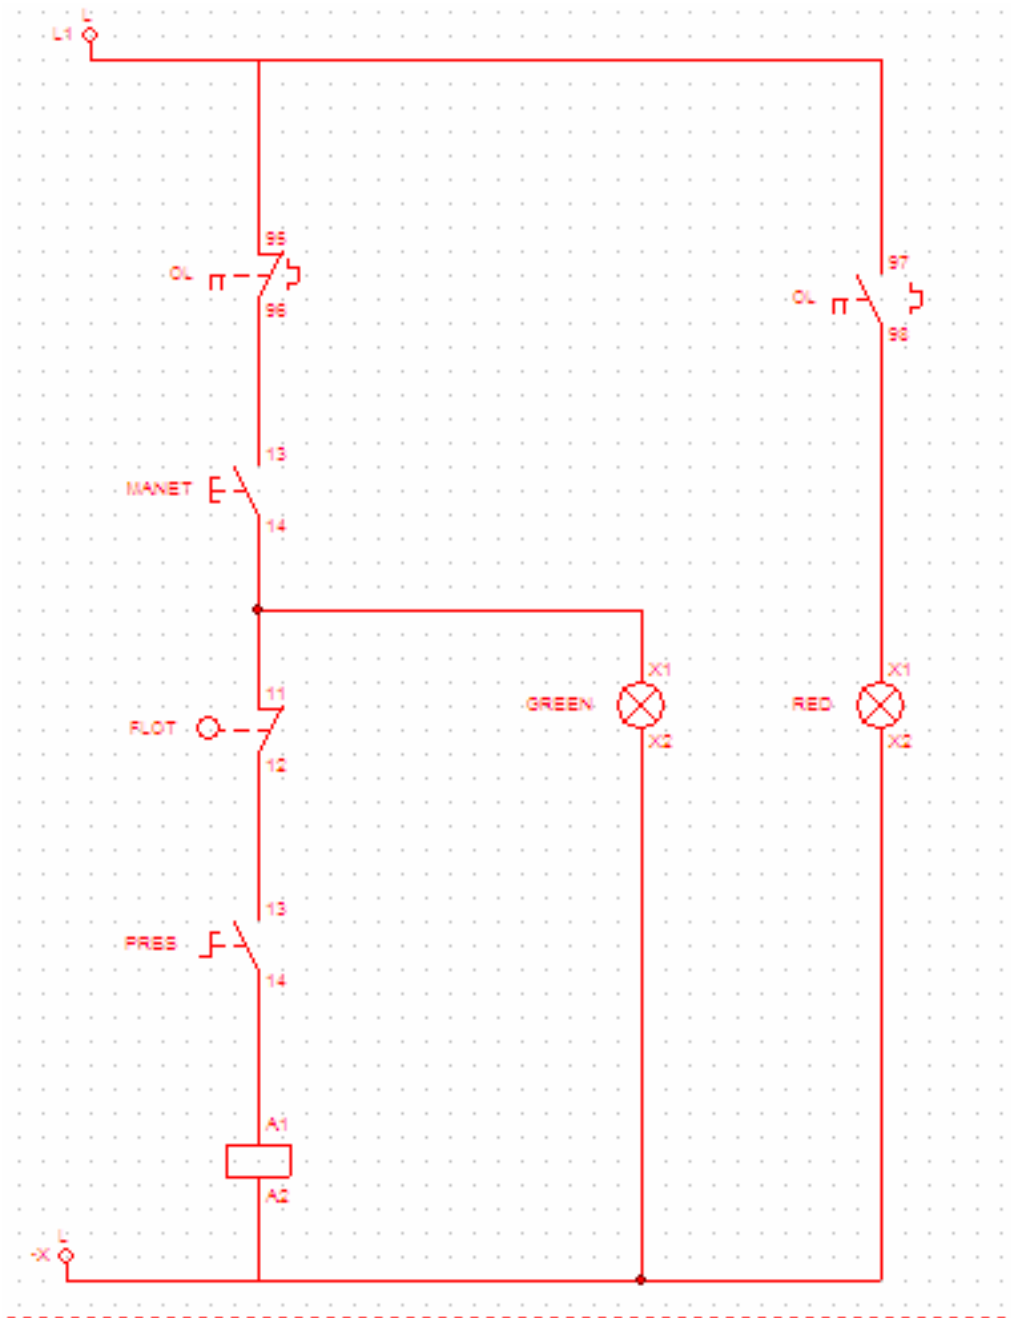 L
L1
95
OL
96
97
OL
98
13
MANET
14
11
FLOT
12
X1
GREEN
X2
X1
RED
X2
13
PRES
14
A1
A2
L
-X